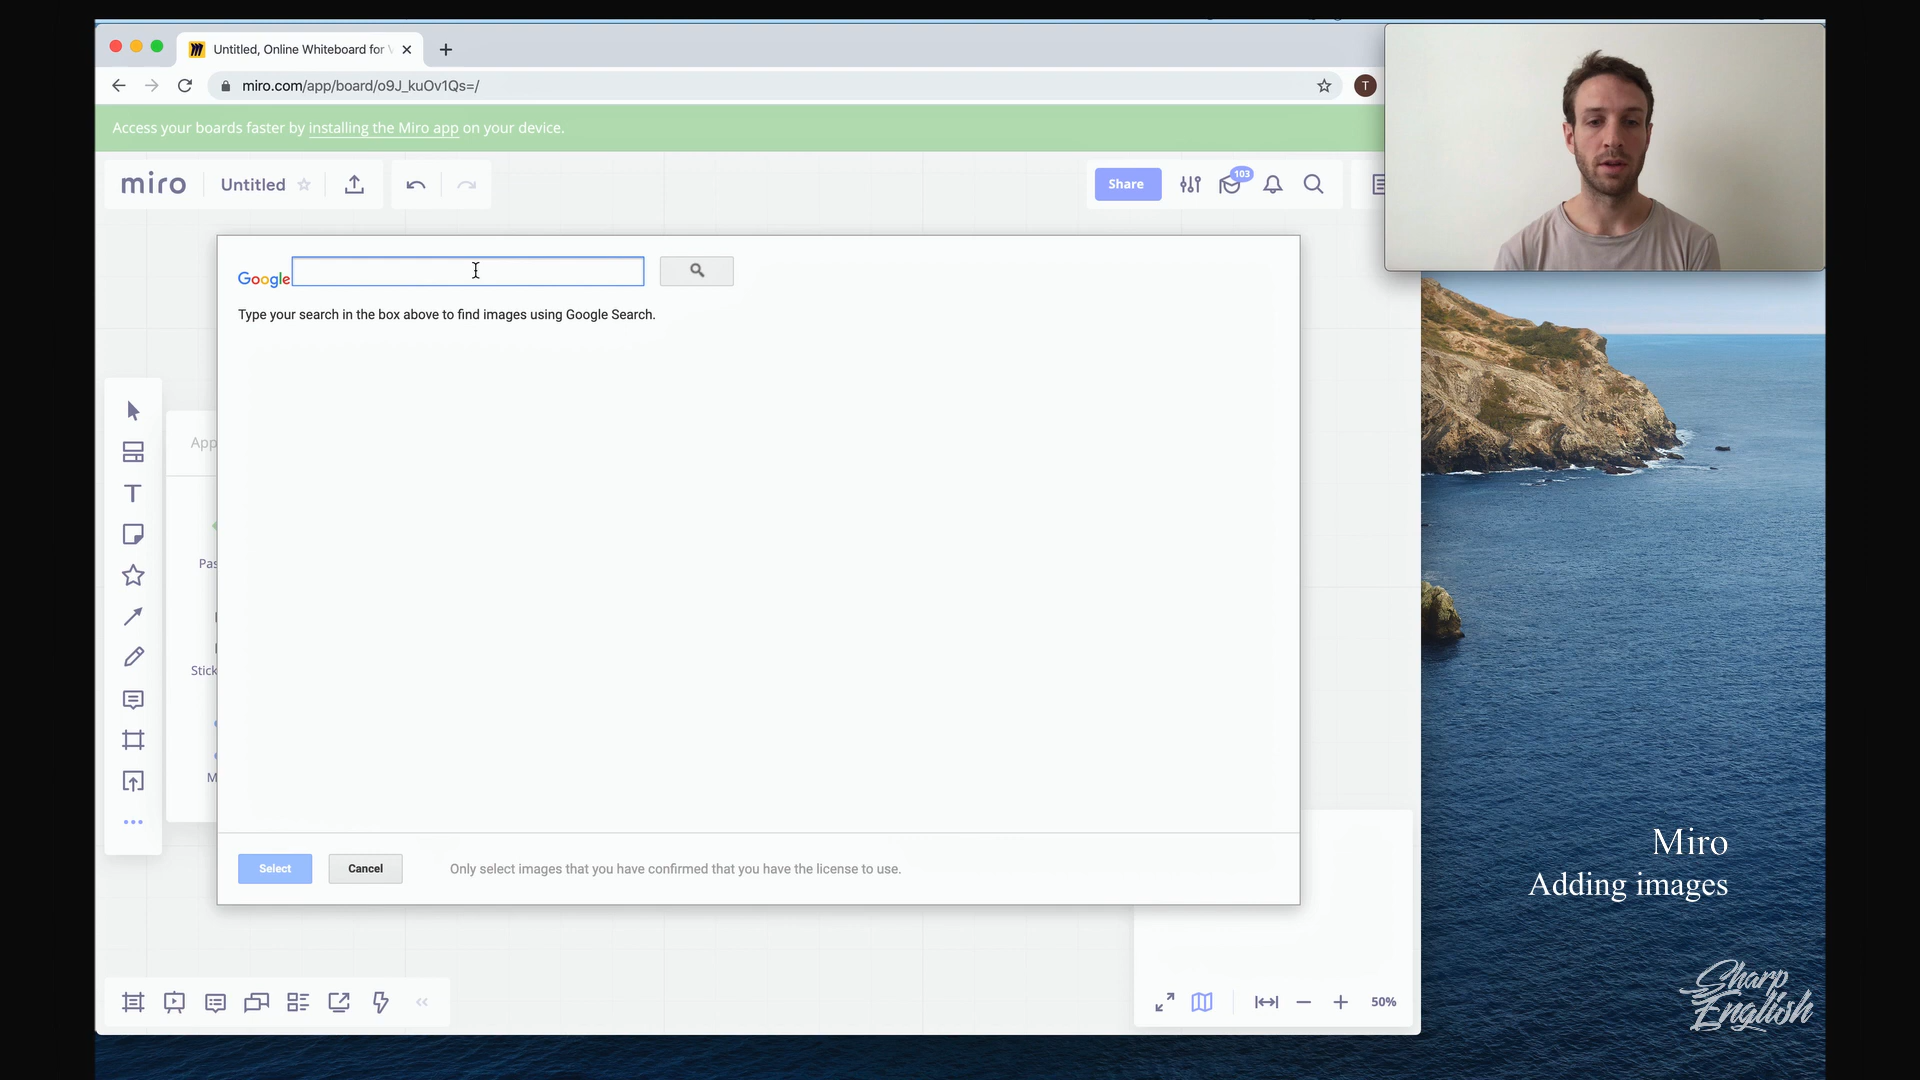 Untitled, Online Whiteboard for V
miro.com/app/board/o9J_kuOv1Qs=/
T
Access your boards faster by installing the Miro app on your device.
miro
Untitled
Share
103
Google
Type your search in the box above to find images using Google Search.
App
Pas
Stick
M
Select
Cancel
Only select images that you have confirmed that you have the license to use.
50%
Miro
Adding images
Sharp
English